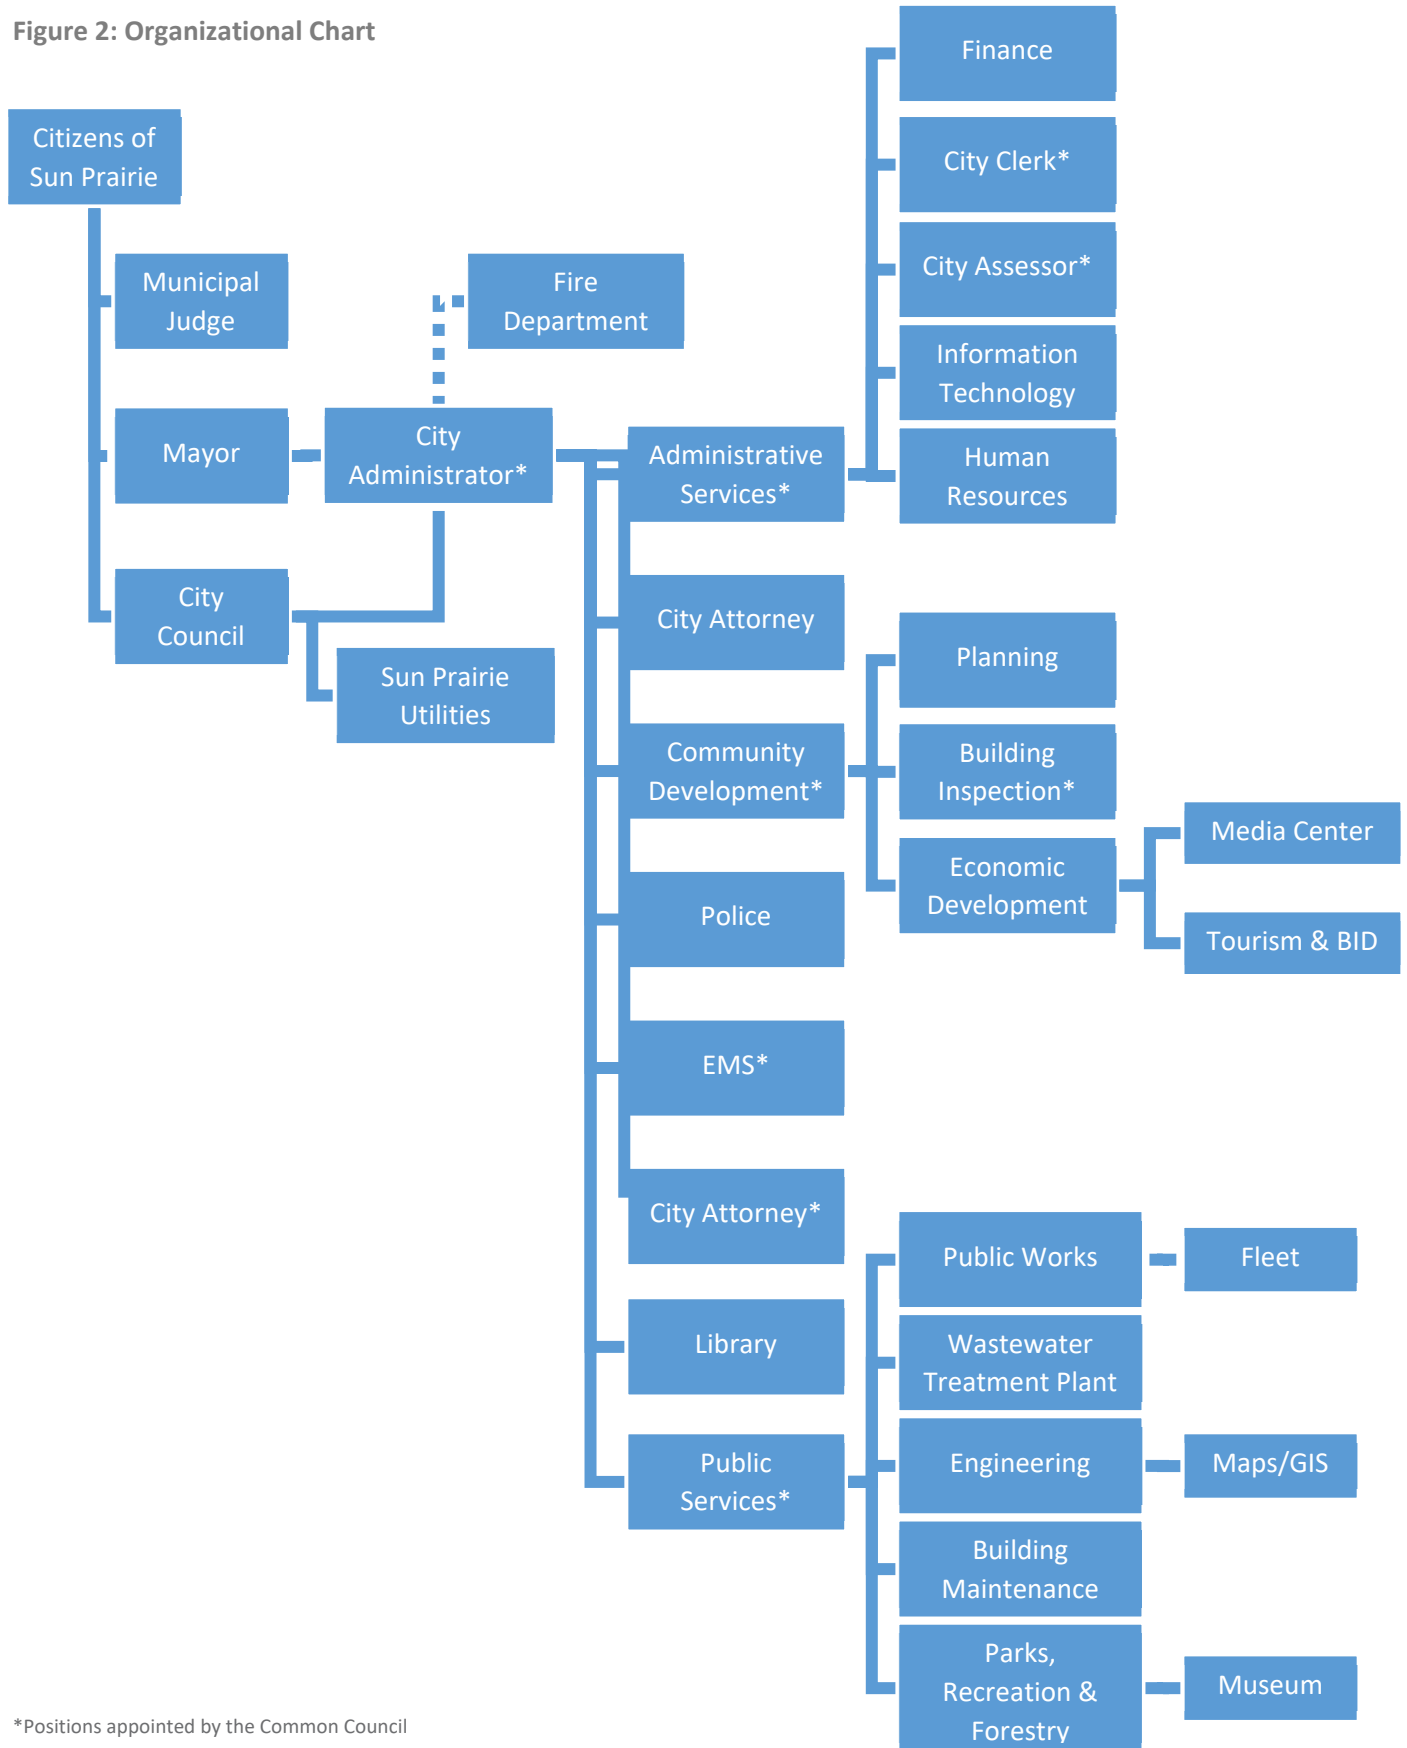 Figure 2: Organizational Chart
Citizens of
Sun Prairie
Municipal
Judge
Mayor
City
Council
City
Administrator*
Fire
Department
Sun Prairie
Utilities
Administrative
Services*
Finance
City Clerk*
City Assessor*
Information
Technology
Human
Resources
City Attorney
Community
Development*
Planning
Building
Inspection*
Economic
Development
Media Center
Tourism & BID
Police
EMS*
City Attorney*
Library
Public
Services*
Public Works
Fleet
Wastewater
Treatment Plant
Engineering
Maps/GIS
Building
Maintenance
Parks,
Recreation &
Forestry
Museum
*Positions appointed by the Common Council